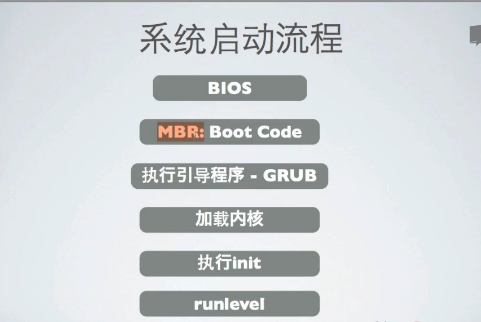 系统启动流程
BIOS
MBR: Boot Code
执行引导程序 - GRUB
加载内核
执行init
runlevel